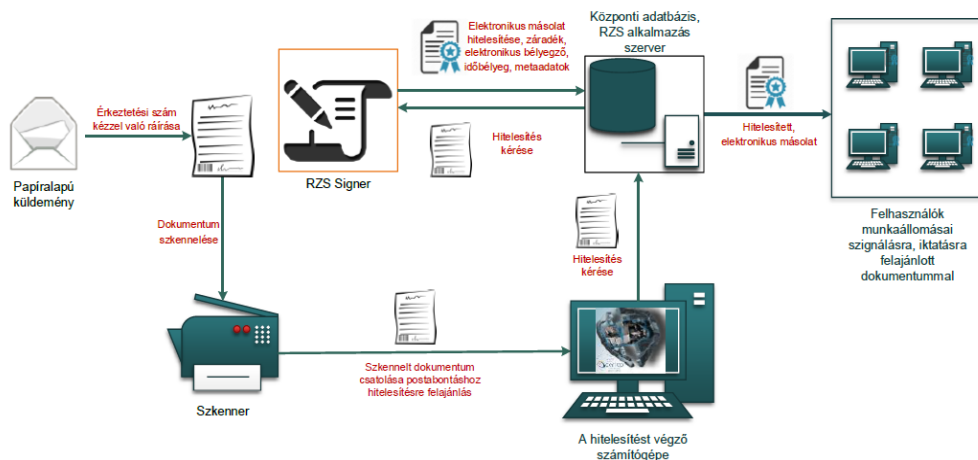 Elektronikus másolat
hitelesítése, záradék,
elektronikus bélyegző,
időbélyeg, metaadatok
Központi adatbázis,
RZS alkalmazás
szerver
Érkeztetési szám
kézzel való ráírása
Papíralapú
küldemény
RZS Signer
Hitelesítés
kérése
Hitelesített,
elektronikus másolat
Felhasználók
munkaállomásai
szignálásra, iktatásra
felajánlott
dokumentummal
Dokumentum
szkennelése
Hitelesítés
kérése
Szkenner
Szkennelt dokumentum
csatolása postabontáshoz
hitelesítésre felajánlás
A hitelesítést végző
számítógépe